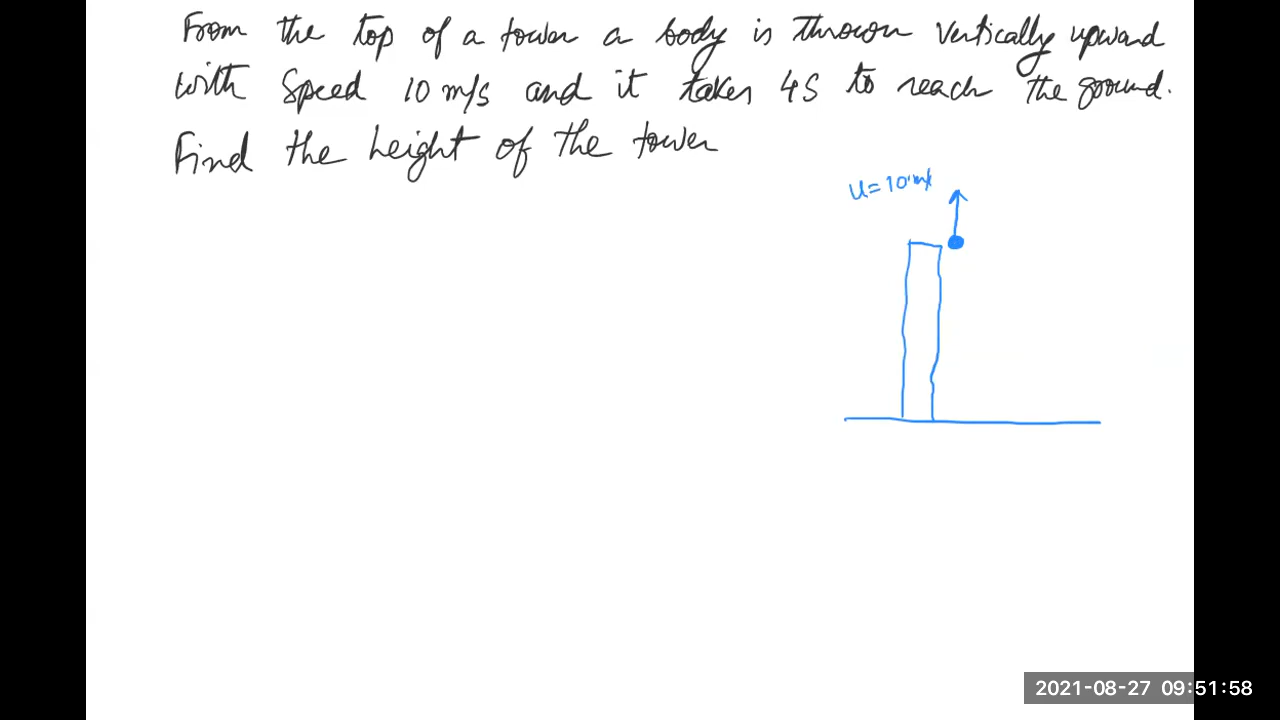 From the top of a tower a body is thrown vertically upward
with speed 10 m/s and it takes 4S to reach the ground.
Find the height of the tower
u=10 m/s
2021-08-27 09:51:58